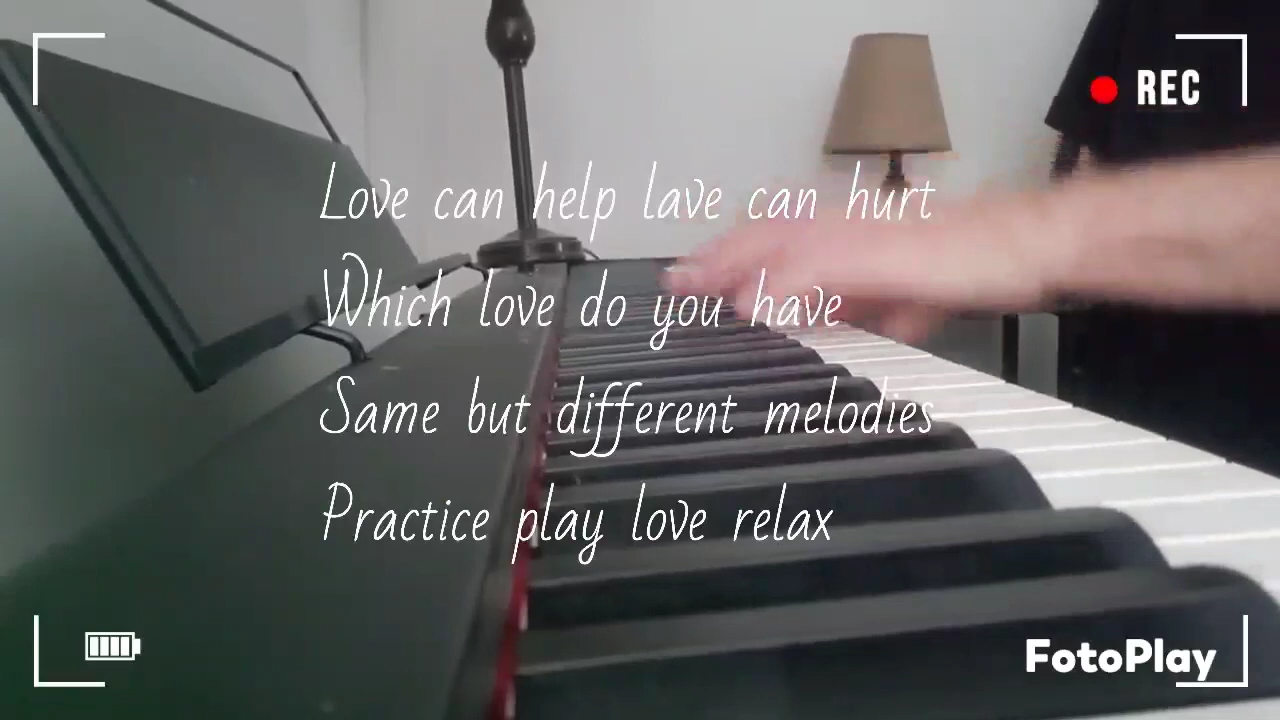 REC
Love can help lave can hurt
Which love do you have
Same but different melodies
Practice play love relax
FotoPlay